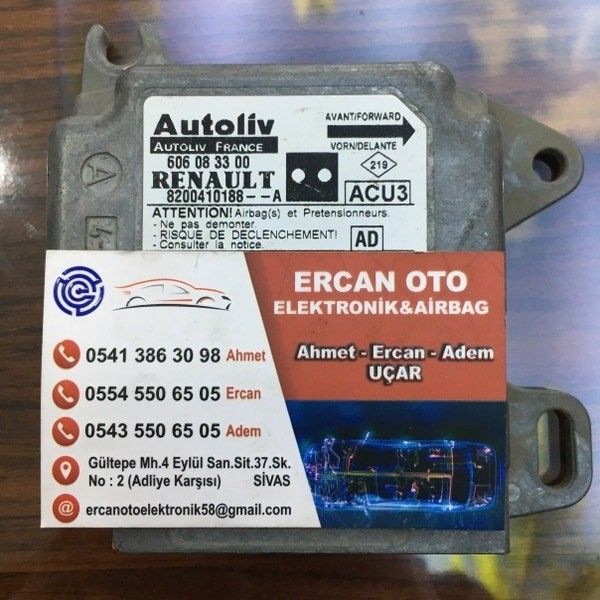 Autoliv
AUTOLIV FRANCE
606 08 33 00
RENAULT
8200410188--A
AVANT/FORWARD
VORN/DELANTE
219
ACU3
ATTENTION! Airbag(s) et Pretensionneurs.
- Ne pas demonter.
- RISQUE DE DECLENCHEMENT!
- Consulter la notice.
AD
A
ERCAN OTO
ELEKTRONİK&AİRBAG
Ahmet - Ercan - Adem
UÇAR
0541 386 30 98 Ahmet
0554 550 65 05 Ercan
0543 550 65 05 Adem
Gültepe Mh.4 Eylül San.Sit.37.Sk.
No : 2 (Adliye Karşısı) SİVAS
ercanotoelektronik58@gmail.com